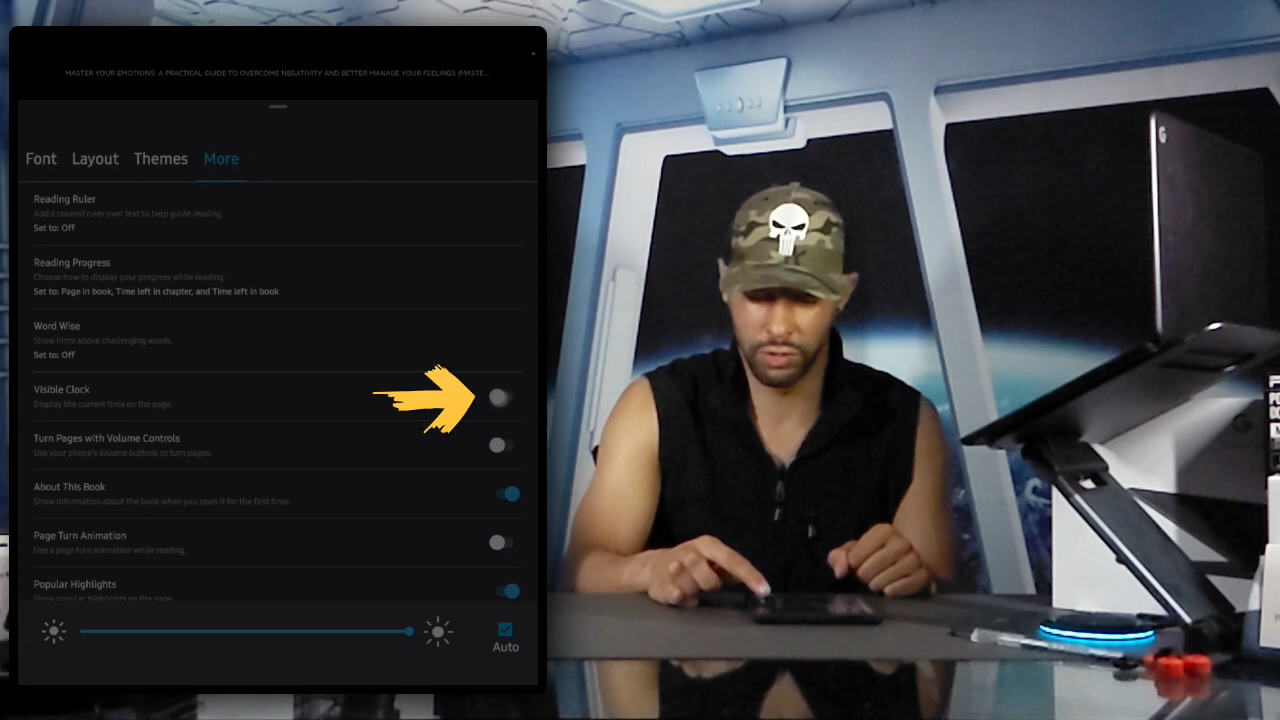 MASTER YOUR EMOTIONS: A PRACTICAL GUIDE TO OVERCOME NEGATIVITY AND BETTER MANAGE YOUR FEELINGS (MASTE...
Font Layout Themes More
Reading Ruler
Add a colored ruler over text to help guide reading.
Set to: Off
Reading Progress
Choose how to display your progress while reading.
Set to: Page in book, Time left in chapter, and Time left in book
Word Wise
Show hints above challenging words.
Set to: Off
Visible Clock
Display the current time on the page.
Turn Pages with Volume Controls
Use your phone's volume buttons to turn pages.
About This Book
Show information about the book when you open it for the first time.
Page Turn Animation
Use a page turn animation while reading.
Popular Highlights
Show popular highlights on the page
Auto
G